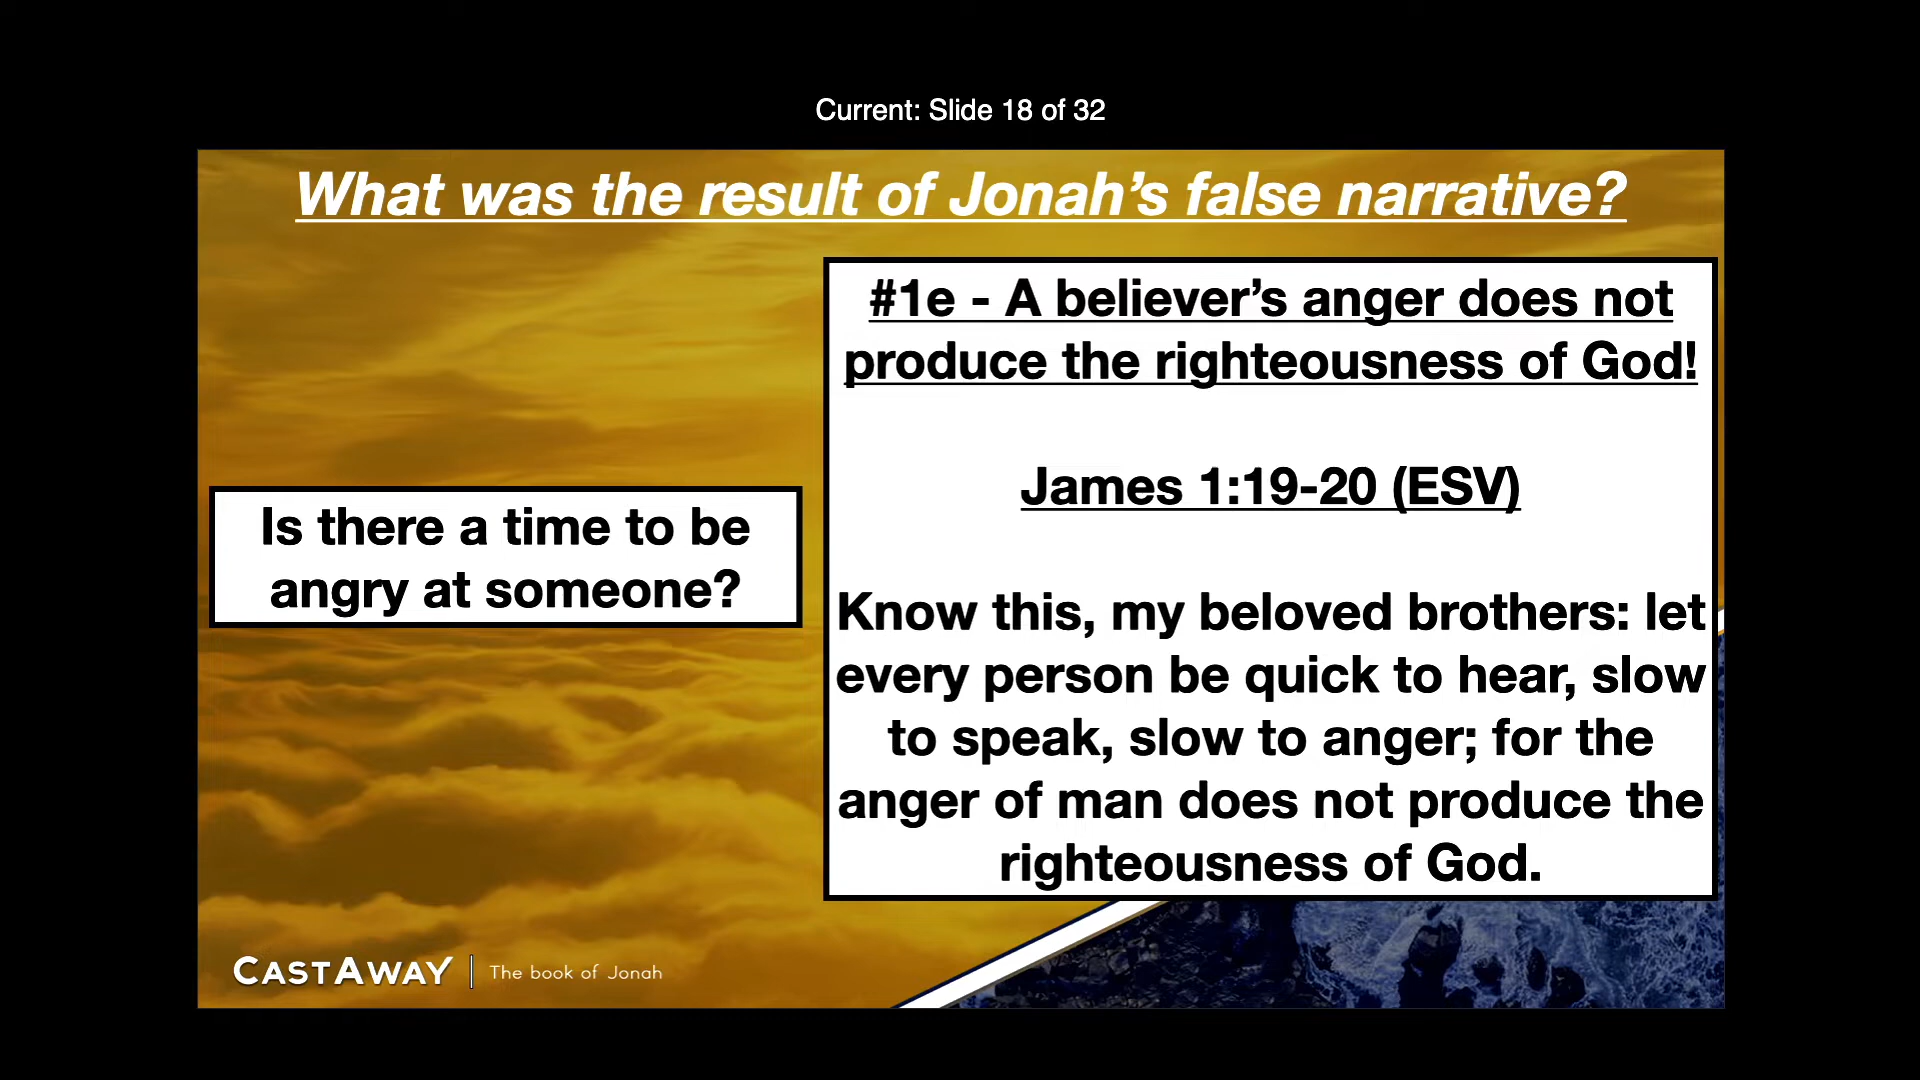 Current: Slide 18 of 32
What was the result of Jonah’s false narrative?
Is there a time to be
angry at someone?
#1e - A believer’s anger does not
produce the righteousness of God!
James 1:19-20 (ESV)
Know this, my beloved brothers: let
every person be quick to hear, slow
to speak, slow to anger; for the
anger of man does not produce the
righteousness of God.
CASTAWAY | The book of Jonah